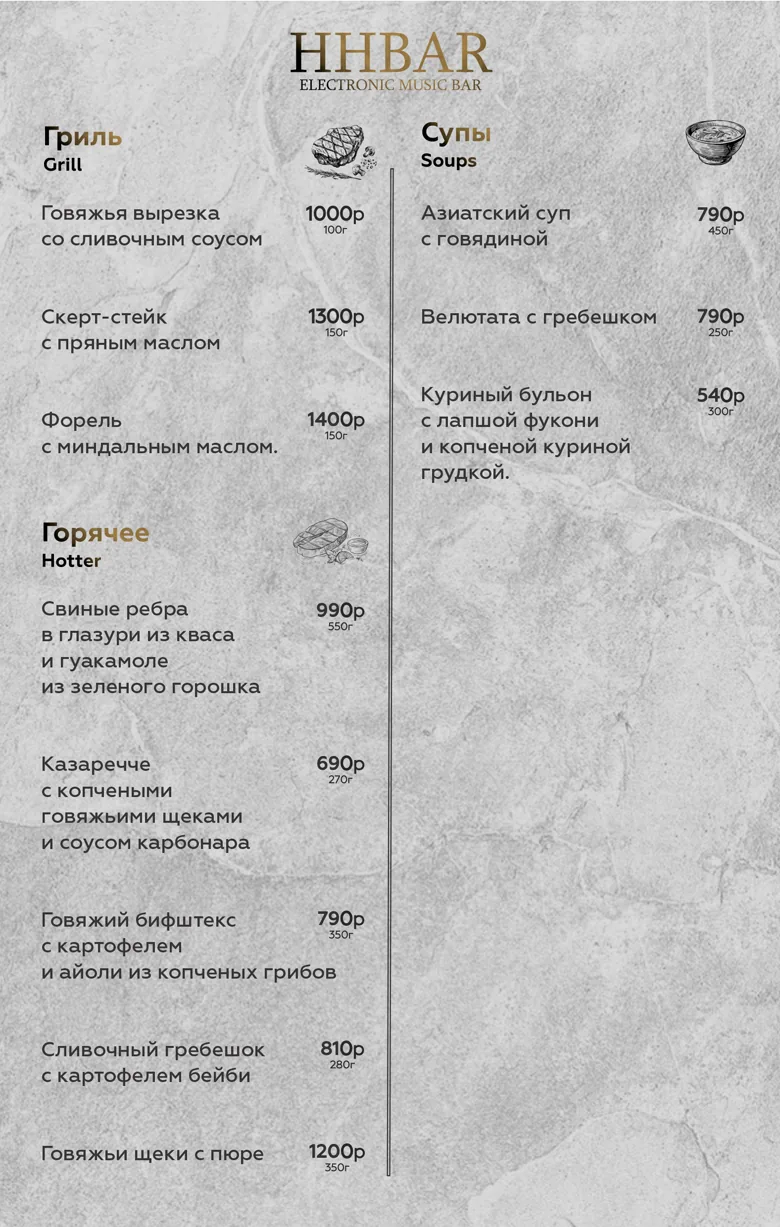 HHBAR
ELECTRONIC MUSIC BAR
Гриль
Grill
Говяжья вырезка
со сливочным соусом
1000р
100г
Скерт-стейк
с пряным маслом
1300р
150г
Форель
с миндальным маслом.
1400р
150г
Горячее
Hotter
Свиные ребра
в глазури из кваса
и гуакамоле
из зеленого горошка
990р
550г
Казаречче
с копчеными
говяжьими щеками
и соусом карбонара
690р
270г
Говяжий бифштекс
с картофелем
и айоли из копченых грибов
790р
350г
Сливочный гребешок
с картофелем бейби
810р
280г
Говяжьи щеки с пюре
1200р
350г
Супы
Soups
Азиатский суп
с говядиной
790р
450г
Велютата с гребешком
790р
250г
Куриный бульон
с лапшой фукони
и копченой куриной
грудкой.
540р
300г